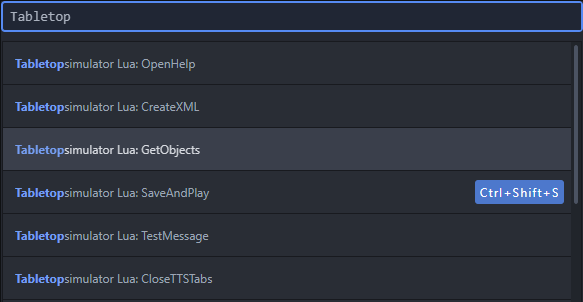 Tabletop
Tabletopsimulator Lua: OpenHelp
Tabletopsimulator Lua: CreateXML
Tabletopsimulator Lua: GetObjects
Tabletopsimulator Lua: SaveAndPlay Ctrl+Shift+S
Tabletopsimulator Lua: TestMessage
Tabletopsimulator Lua: CloseTTSTabs